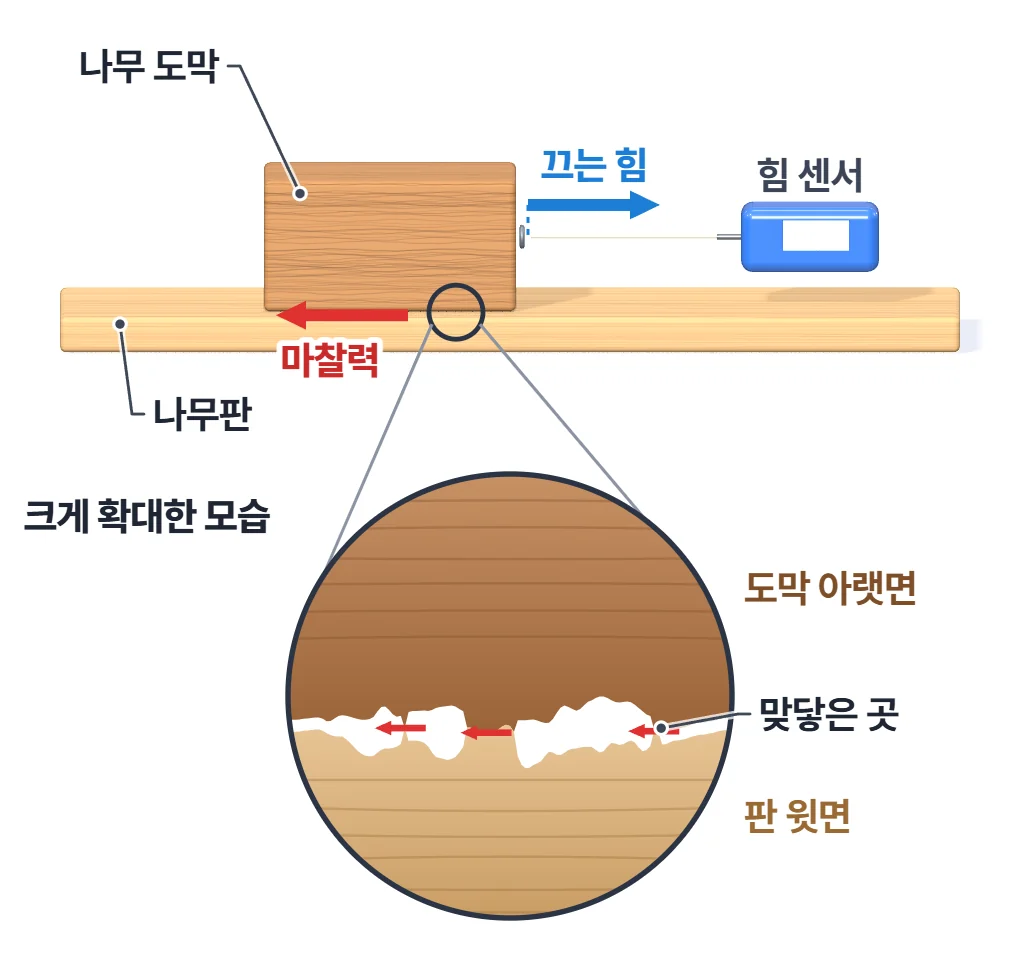 나무 도막
끄는 힘
힘 센서
마찰력
나무판
크게 확대한 모습
도막 아랫면
맞닿은 곳
판 윗면